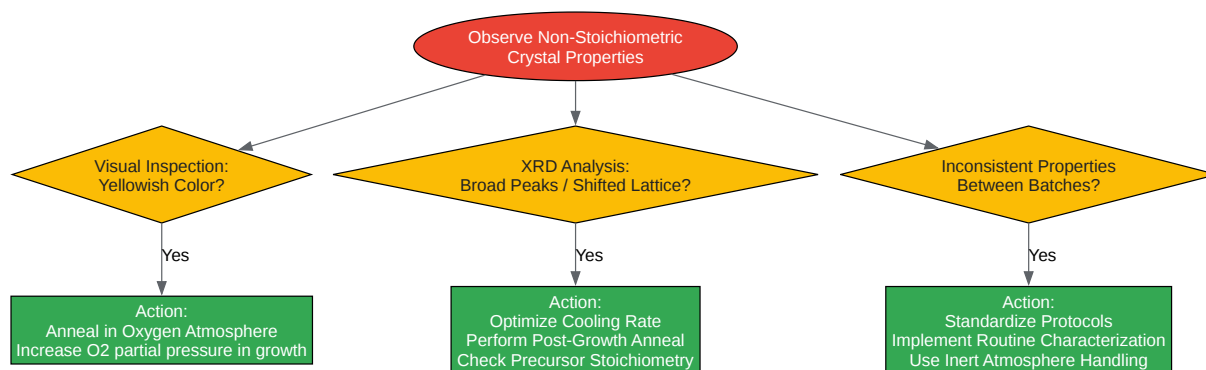 Observe Non-Stoichiometric
Crystal Properties
Visual Inspection:
Yellowish Color?
XRD Analysis:
Broad Peaks / Shifted Lattice?
Inconsistent Properties
Between Batches?
Yes
Yes
Yes
Action:
Anneal in Oxygen Atmosphere
Increase O2 partial pressure in growth
Action:
Optimize Cooling Rate
Perform Post-Growth Anneal
Check Precursor Stoichiometry
Action:
Standardize Protocols
Implement Routine Characterization
Use Inert Atmosphere Handling